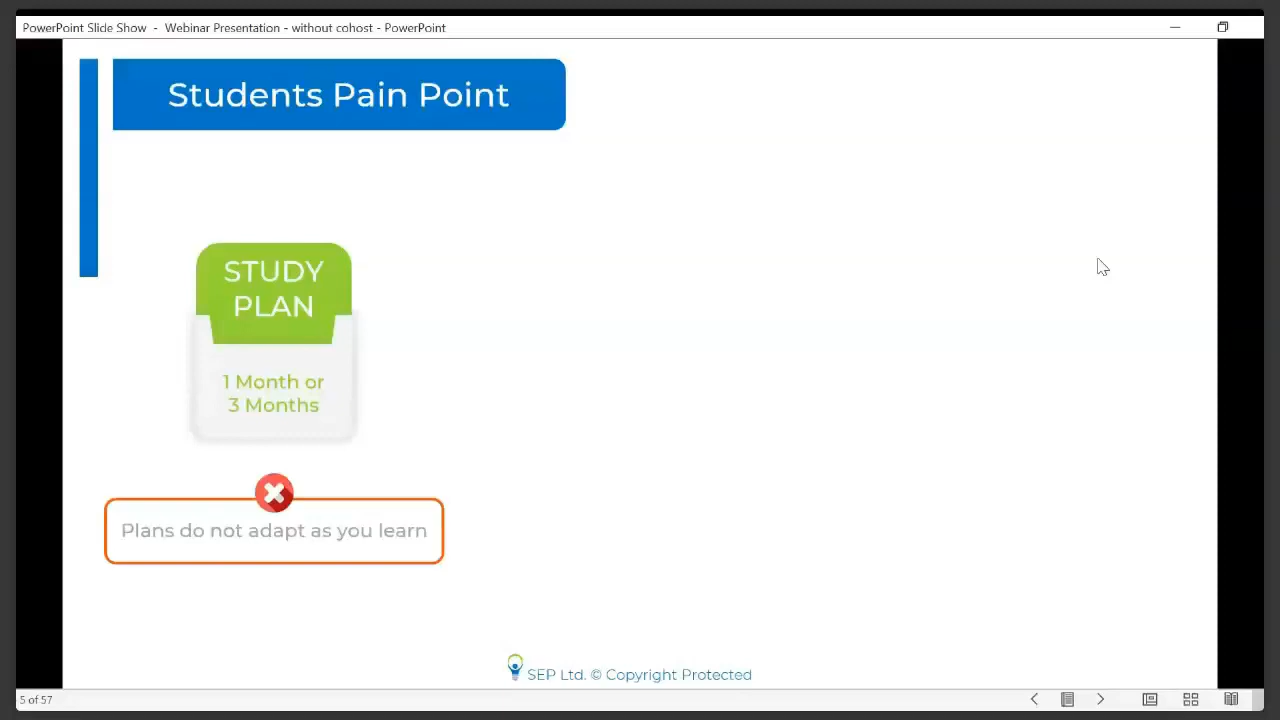 PowerPoint Slide Show - Webinar Presentation - without cohost - PowerPoint
Students Pain Point
STUDY
PLAN
1 Month or
3 Months
Plans do not adapt as you learn
SEP Ltd. © Copyright Protected
5 of 57